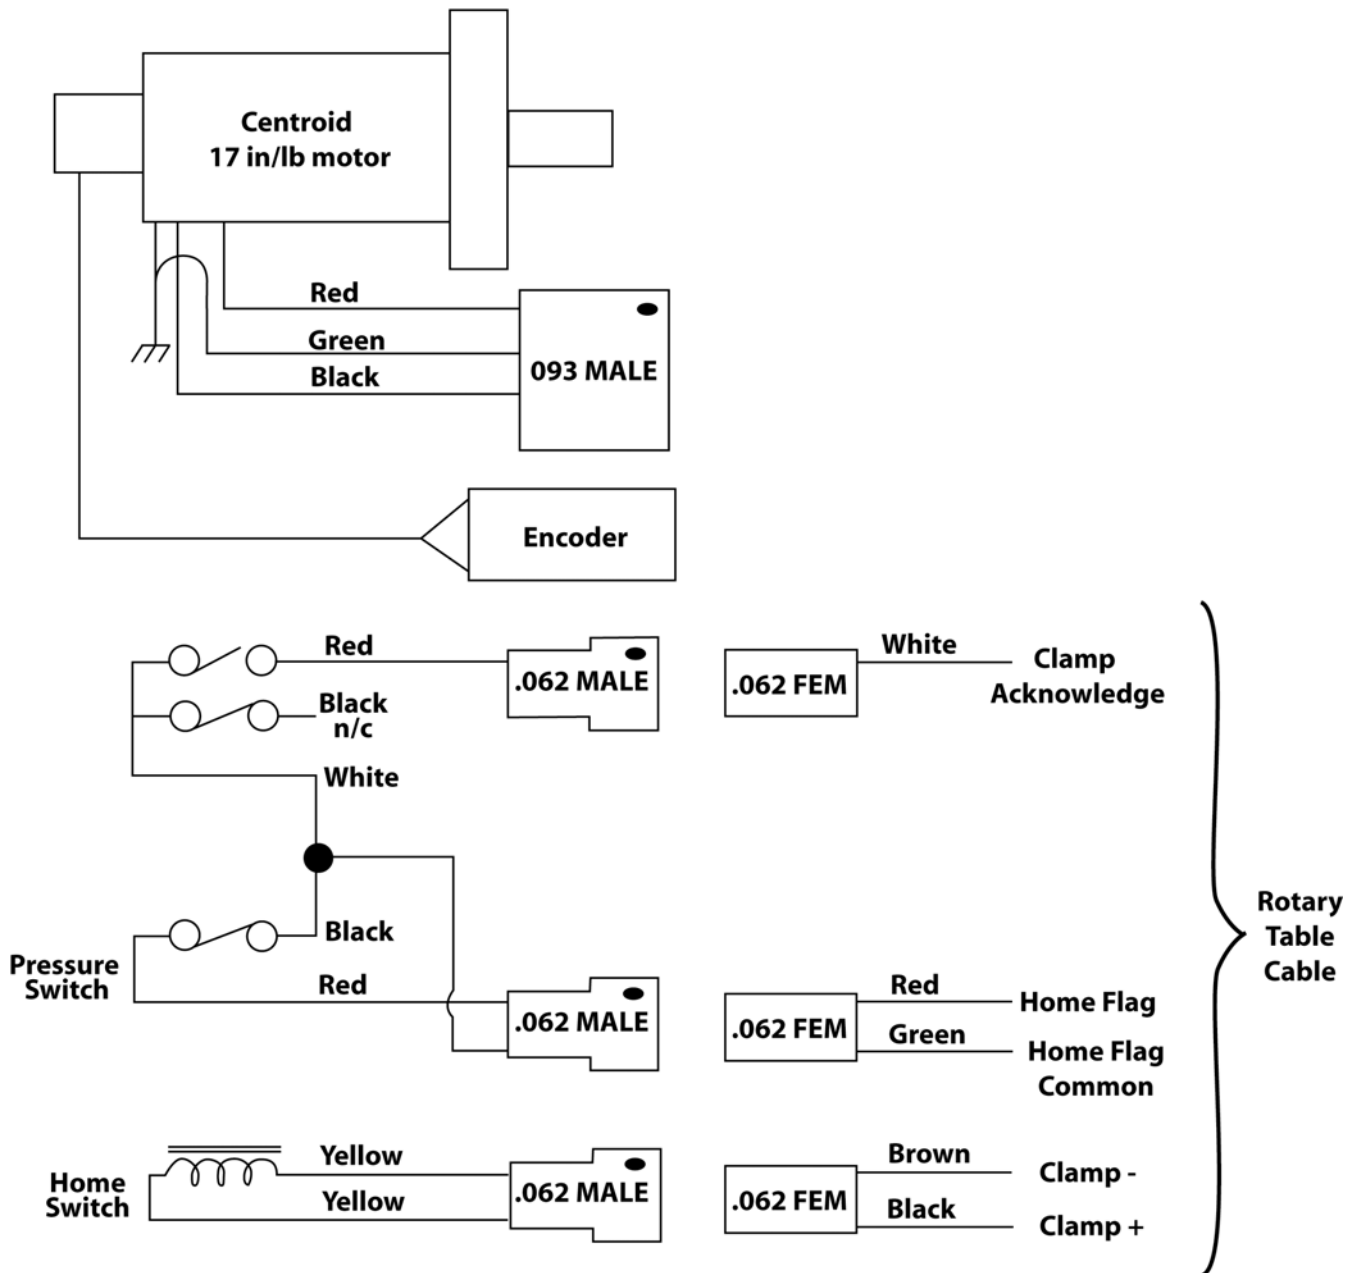 Centroid
17 in/lb motor
Red
Green
Black
093 MALE
Encoder
Red
.062 MALE
Black
n/c
White
.062 FEM
White
Clamp
Acknowledge
Black
Pressure
Switch
Red
.062 MALE
.062 FEM
Red
Home Flag
Green
Home Flag
Common
Rotary
Table
Cable
Home
Switch
Yellow
Yellow
.062 MALE
.062 FEM
Brown
Clamp -
Black
Clamp +